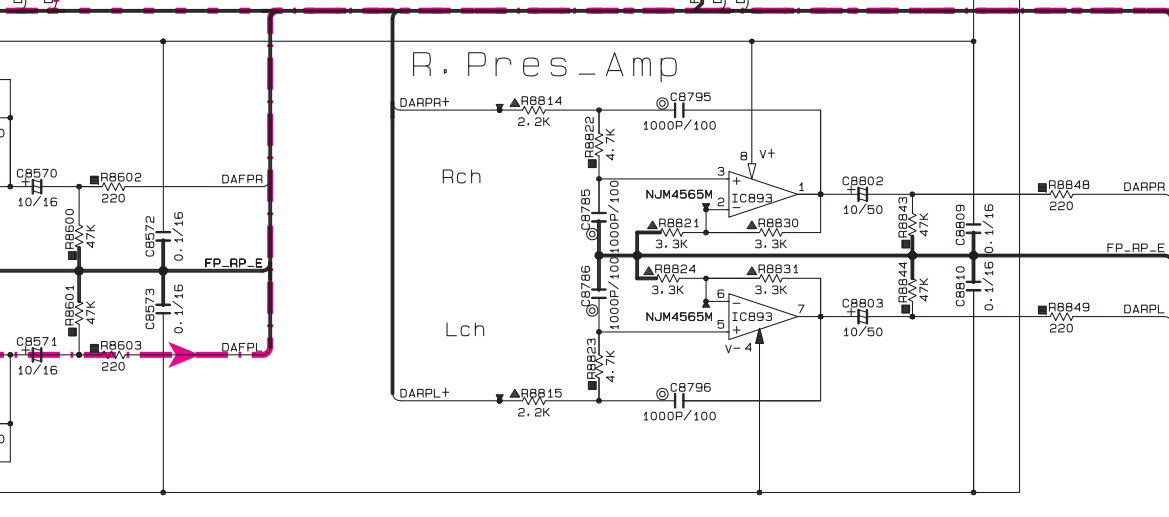 R.Pres_Amp
DARPR+
R8814
2.2K
C8795
1000P/100
R8822
4.7K
8
V+
C8570
10/16
R8602
220
DAFPR
Rch
3
+
2
−
1
NJM4565M
IC893
C8802
10/50
R8848
220
DARPR
R8600
47K
C8572
0.1/16
C8785
1000P/100
R8821
3.3K
R8830
3.3K
R8843
47K
C8809
0.1/16
FP_RP_E
FP_RP_E
R8601
47K
C8573
0.1/16
C8786
1000P/100
R8824
3.3K
R8831
3.3K
R8844
47K
C8810
0.1/16
Lch
NJM4565M
6
−
5
+
7
IC893
C8803
10/50
R8849
220
DARPL
C8571
10/16
R8603
220
DAFPL
R8823
4.7K
V-
4
DARPL+
R8815
2.2K
C8796
1000P/100